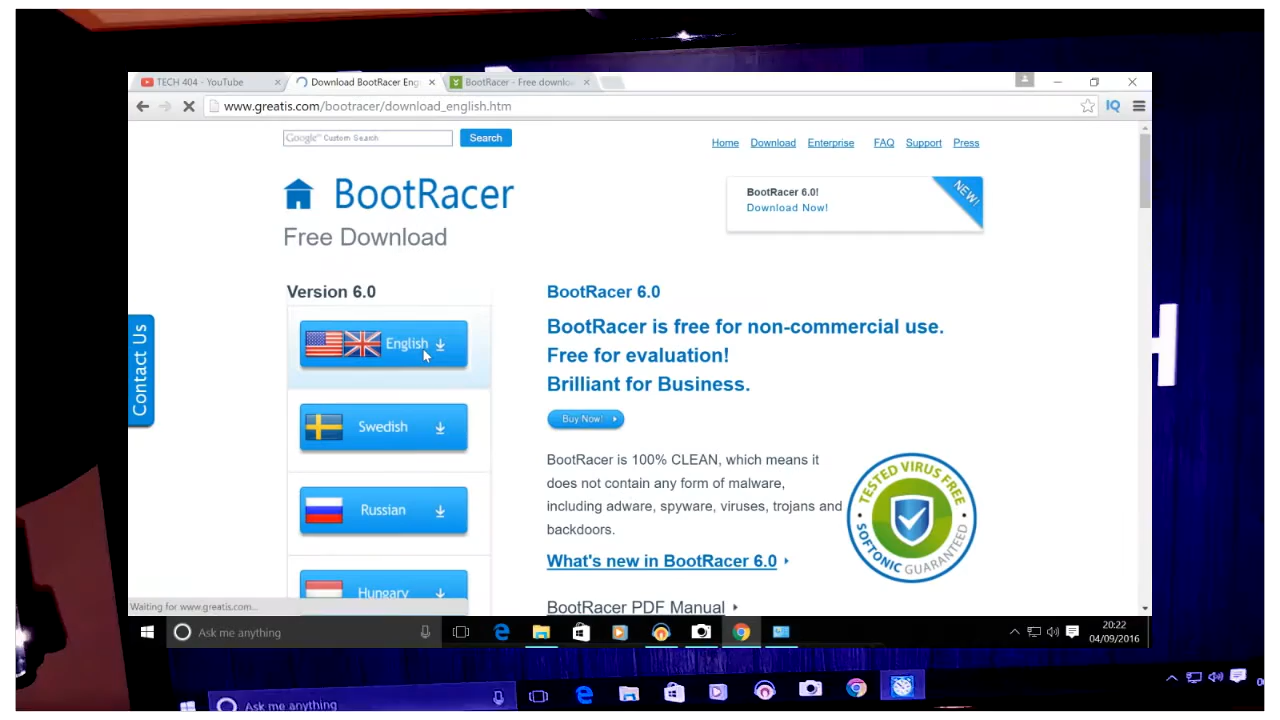 TECH 404 - YouTube
Download BootRacer Eng
BootRacer - Free downlo
www.greatis.com/bootracer/download_english.htm
IQ
Google™ Custom Search
Search
Home
Download
Enterprise
FAQ
Support
Press
BootRacer
Free Download
BootRacer 6.0!
Download Now!
NEW!
Version 6.0
English
Swedish
Russian
Hungary
Contact Us
BootRacer 6.0
BootRacer is free for non-commercial use.
Free for evaluation!
Brilliant for Business.
Buy Now!
BootRacer is 100% CLEAN, which means it
does not contain any form of malware,
including adware, spyware, viruses, trojans and
backdoors.
TESTED VIRUS FREE
SOFTONIC GUARANTEED
What's new in BootRacer 6.0
BootRacer PDF Manual
Waiting for www.greatis.com...
Ask me anything
20:22
04/09/2016
H
Ask me anything